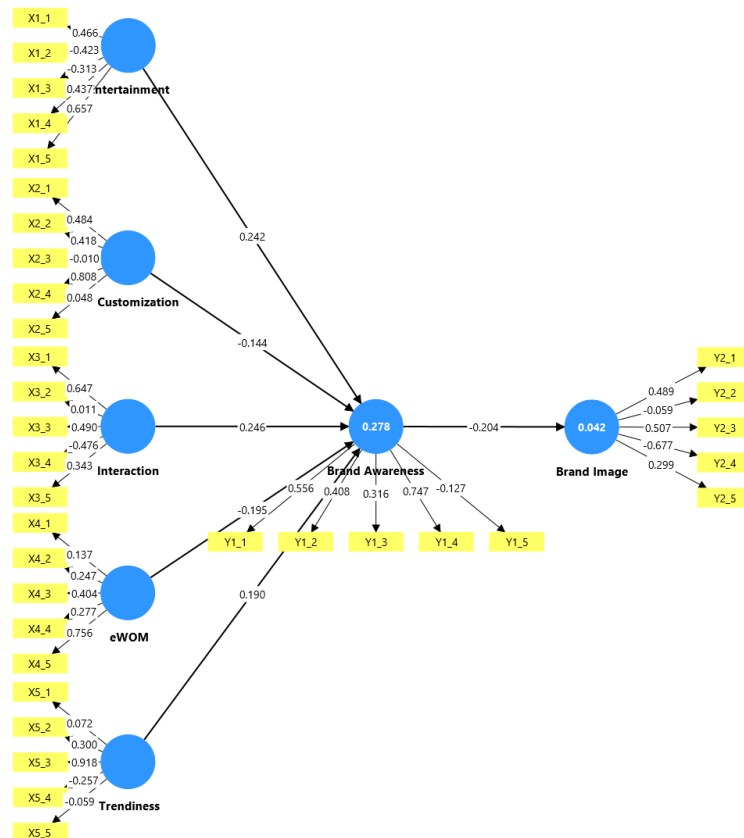 X1_1
0.466
X1_2
-0.423
-0.313
X1_3
0.437
ntertainment
0.657
X1_4
X1_5
X2_1
0.484
X2_2
0.418
X2_3
-0.010
0.808
X2_4
0.048
Customization
X2_5
0.242
-0.144
X3_1
0.647
X3_2
0.011
X3_3
0.490
-0.476
X3_4
0.343
Interaction
X3_5
0.246
0.278
-0.204
0.042
Brand Awareness
Brand Image
Y2_1
0.489
Y2_2
-0.059
0.507
Y2_3
-0.677
Y2_4
0.299
Y2_5
0.556
0.408
0.316
0.747
-0.127
-0.195
Y1_1
Y1_2
Y1_3
Y1_4
Y1_5
X4_1
0.137
X4_2
0.247
X4_3
0.404
0.277
X4_4
0.756
eWOM
X4_5
0.190
X5_1
0.072
X5_2
0.300
X5_3
0.918
-0.257
X5_4
-0.059
Trendiness
X5_5